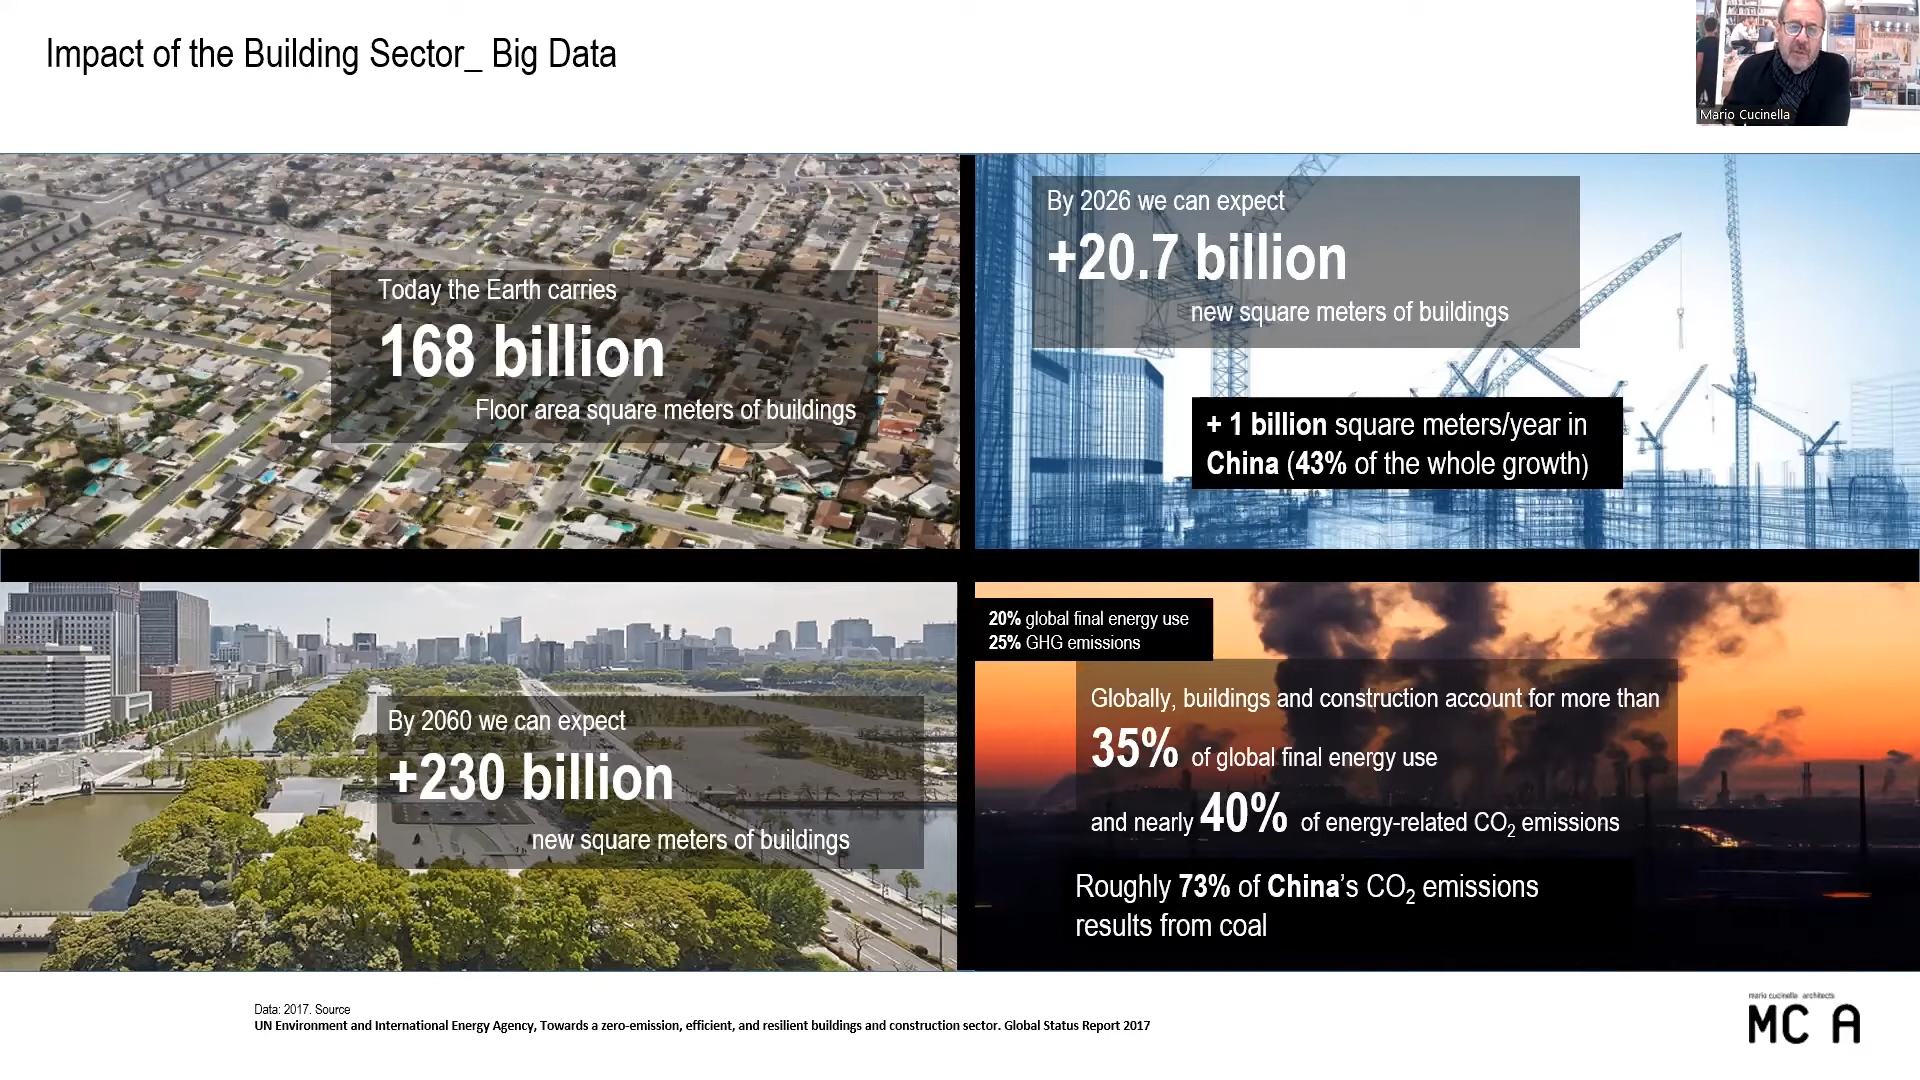 Impact of the Building Sector_ Big Data
Mario Cucinella
Today the Earth carries
168 billion
Floor area square meters of buildings
By 2026 we can expect
+20.7 billion
new square meters of buildings
+ 1 billion square meters/year in
China (43% of the whole growth)
By 2060 we can expect
+230 billion
new square meters of buildings
20% global final energy use
25% GHG emissions
Globally, buildings and construction account for more than
35% of global final energy use
and nearly 40% of energy-related CO₂ emissions
Roughly 73% of China's CO₂ emissions
results from coal
Data: 2017. Source
UN Environment and International Energy Agency, Towards a zero-emission, efficient, and resilient buildings and construction sector. Global Status Report 2017
mario cucinella architects
MC A